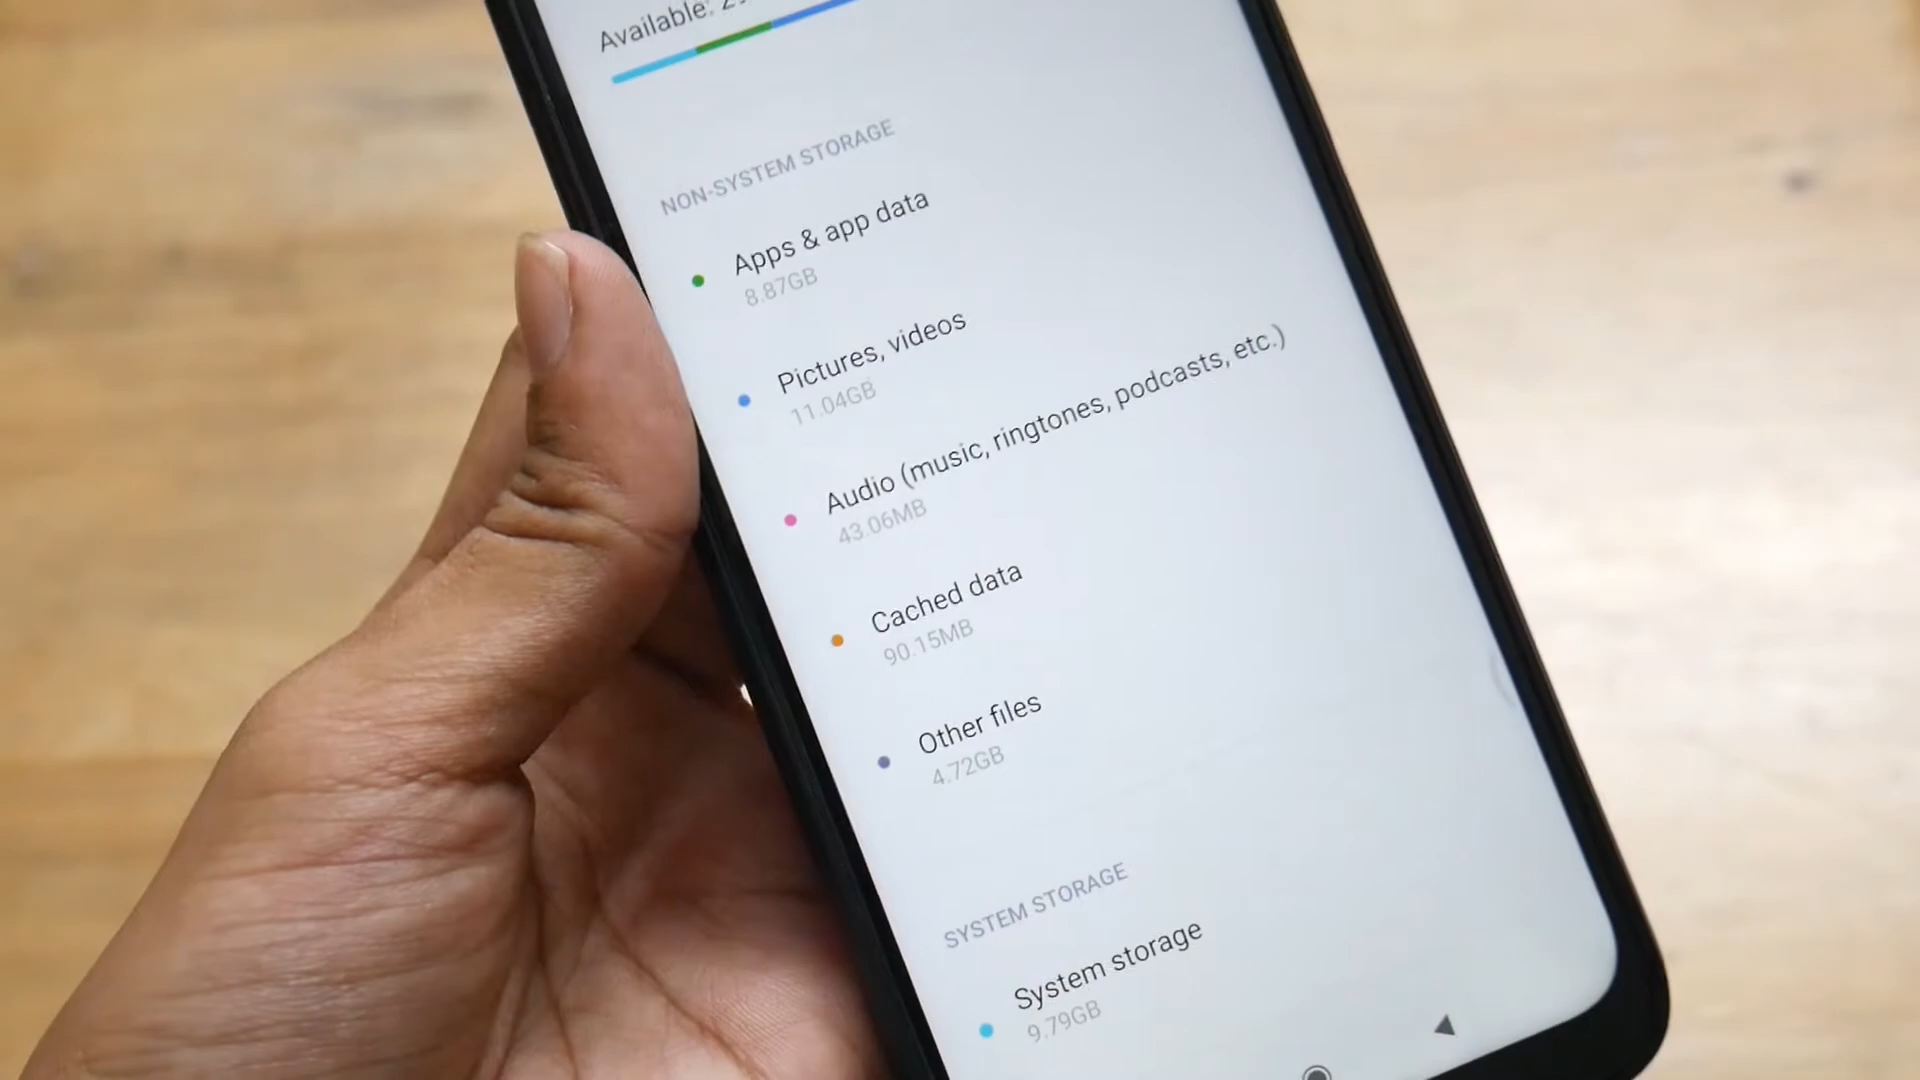 Available:
NON-SYSTEM STORAGE
Apps & app data
8.87GB
Pictures, videos
11.04GB
Audio (music, ringtones, podcasts, etc.)
43.06MB
Cached data
90.15MB
Other files
4.72GB
SYSTEM STORAGE
System storage
9.79GB